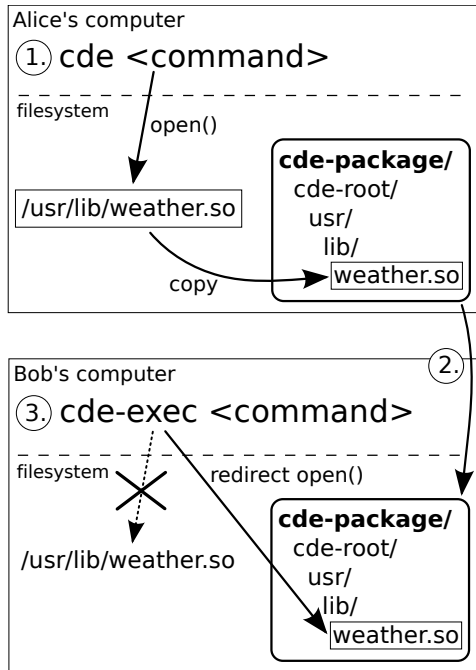 Alice's computer
1. cde <command>
filesystem
open()
/usr/lib/weather.so
copy
cde-package/
cde-root/
usr/
lib/
weather.so
2.
Bob's computer
3. cde-exec <command>
filesystem
redirect open()
/usr/lib/weather.so
cde-package/
cde-root/
usr/
lib/
weather.so